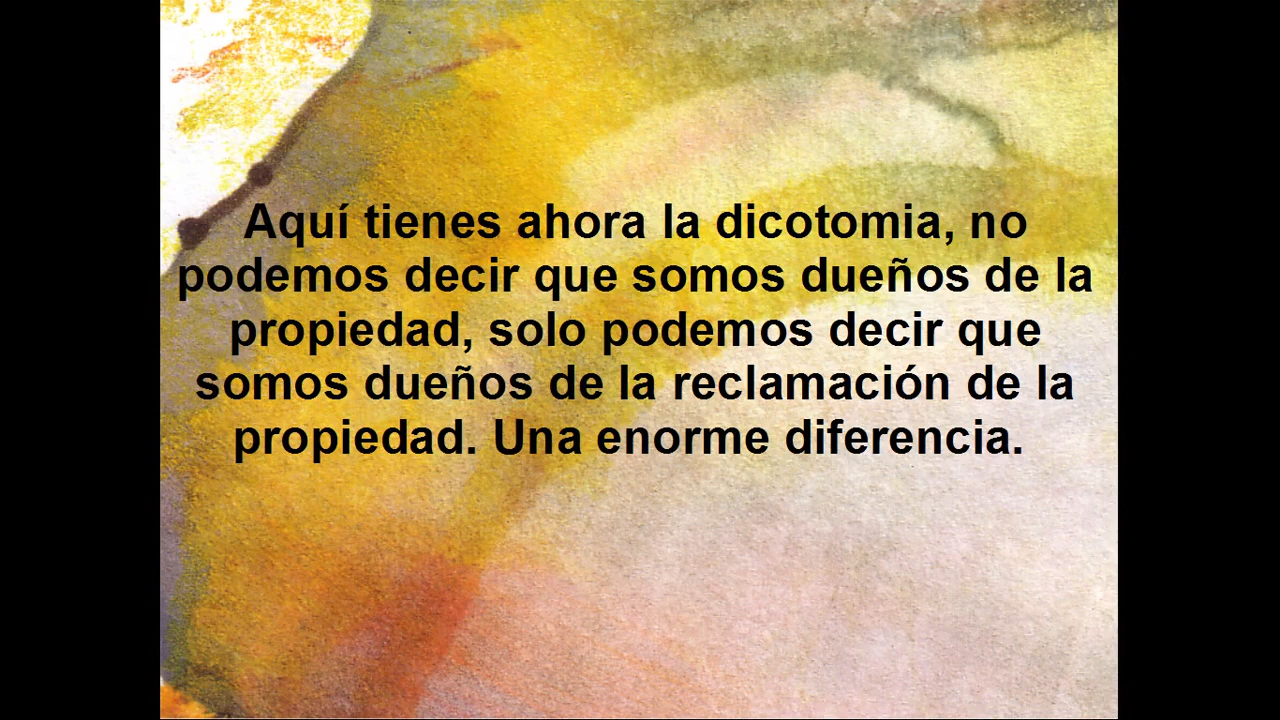 Aquí tienes ahora la dicotomia, no
podemos decir que somos dueños de la
propiedad, solo podemos decir que
somos dueños de la reclamación de la
propiedad. Una enorme diferencia.